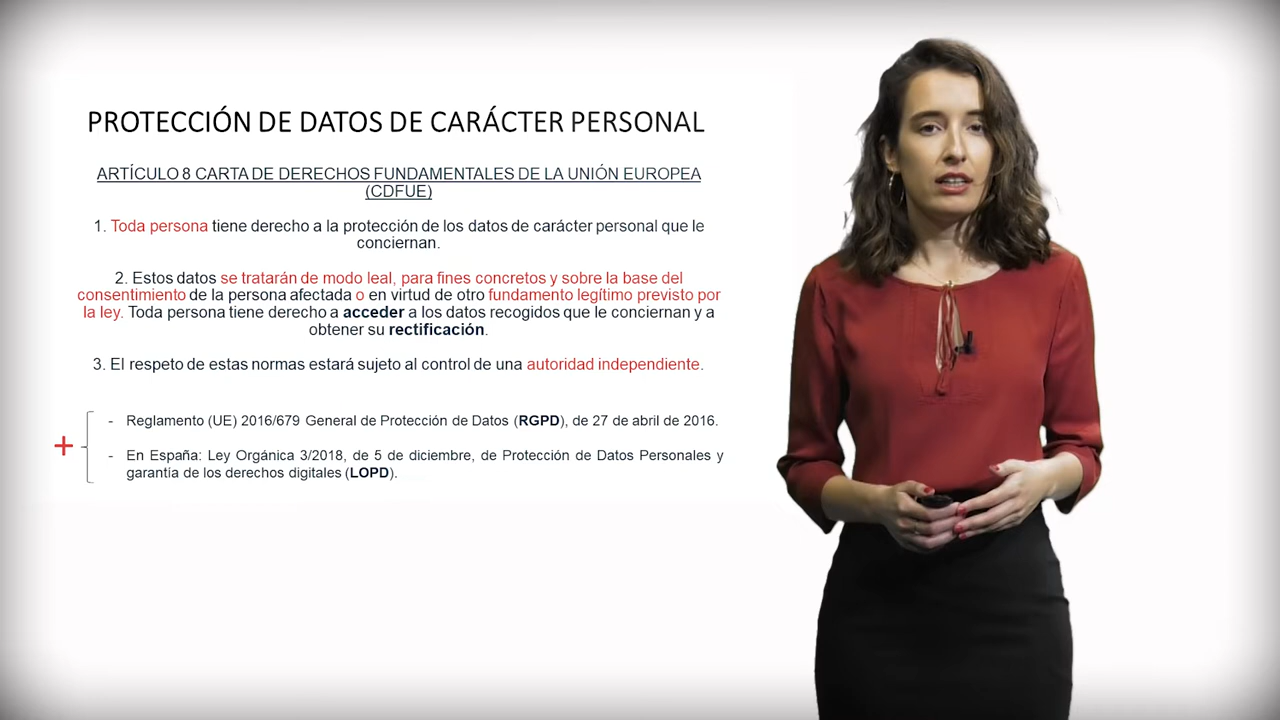 PROTECCIÓN DE DATOS DE CARÁCTER PERSONAL
ARTÍCULO 8 CARTA DE DERECHOS FUNDAMENTALES DE LA UNIÓN EUROPEA
(CDFUE)
1. Toda persona tiene derecho a la protección de los datos de carácter personal que le
conciernan.
2. Estos datos se tratarán de modo leal, para fines concretos y sobre la base del
consentimiento de la persona afectada o en virtud de otro fundamento legítimo previsto por
la ley. Toda persona tiene derecho a acceder a los datos recogidos que le conciernan y a
obtener su rectificación.
3. El respeto de estas normas estará sujeto al control de una autoridad independiente.
- Reglamento (UE) 2016/679 General de Protección de Datos (RGPD), de 27 de abril de 2016.
+
- En España: Ley Orgánica 3/2018, de 5 de diciembre, de Protección de Datos Personales y
garantía de los derechos digitales (LOPD).